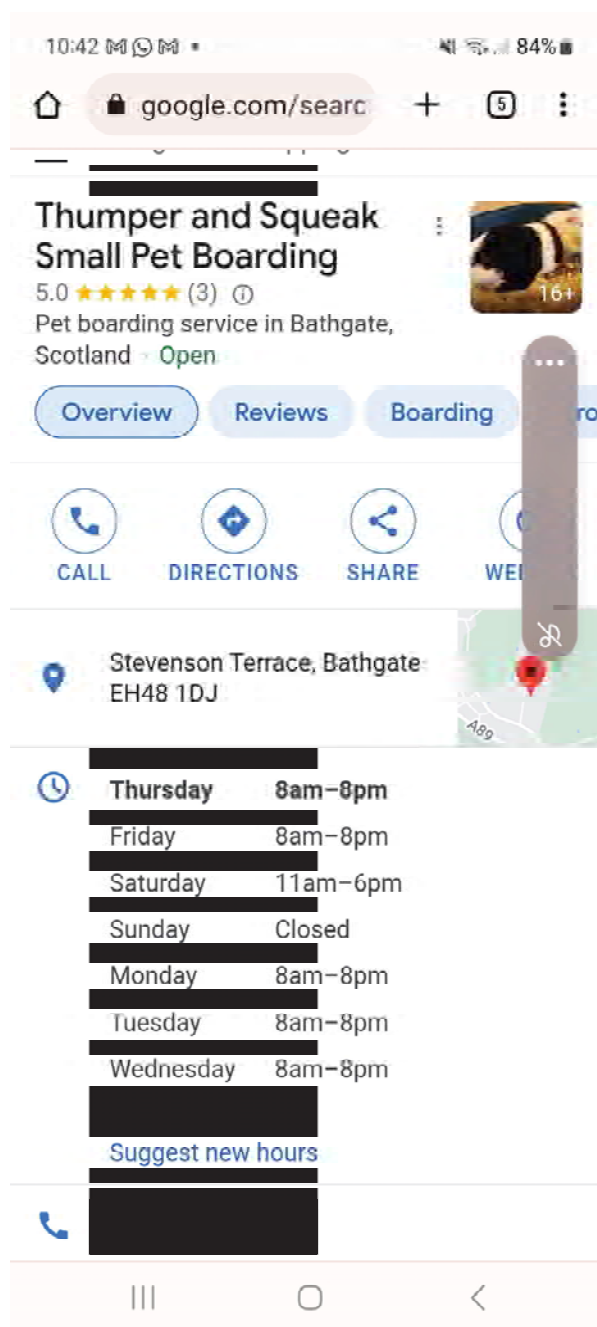 10:42
84%
google.com/searc
5
Thumper and Squeak
Small Pet Boarding
5.0 ★★★★★ (3)
16+
Pet boarding service in Bathgate,
Scotland · Open
Overview Reviews Boarding ro
CALL DIRECTIONS SHARE WE
Stevenson Terrace, Bathgate
EH48 1DJ
A89
Thursday 8am–8pm
Friday 8am–8pm
Saturday 11am–6pm
Sunday Closed
Monday 8am–8pm
Tuesday 8am–8pm
Wednesday 8am–8pm
Suggest new hours